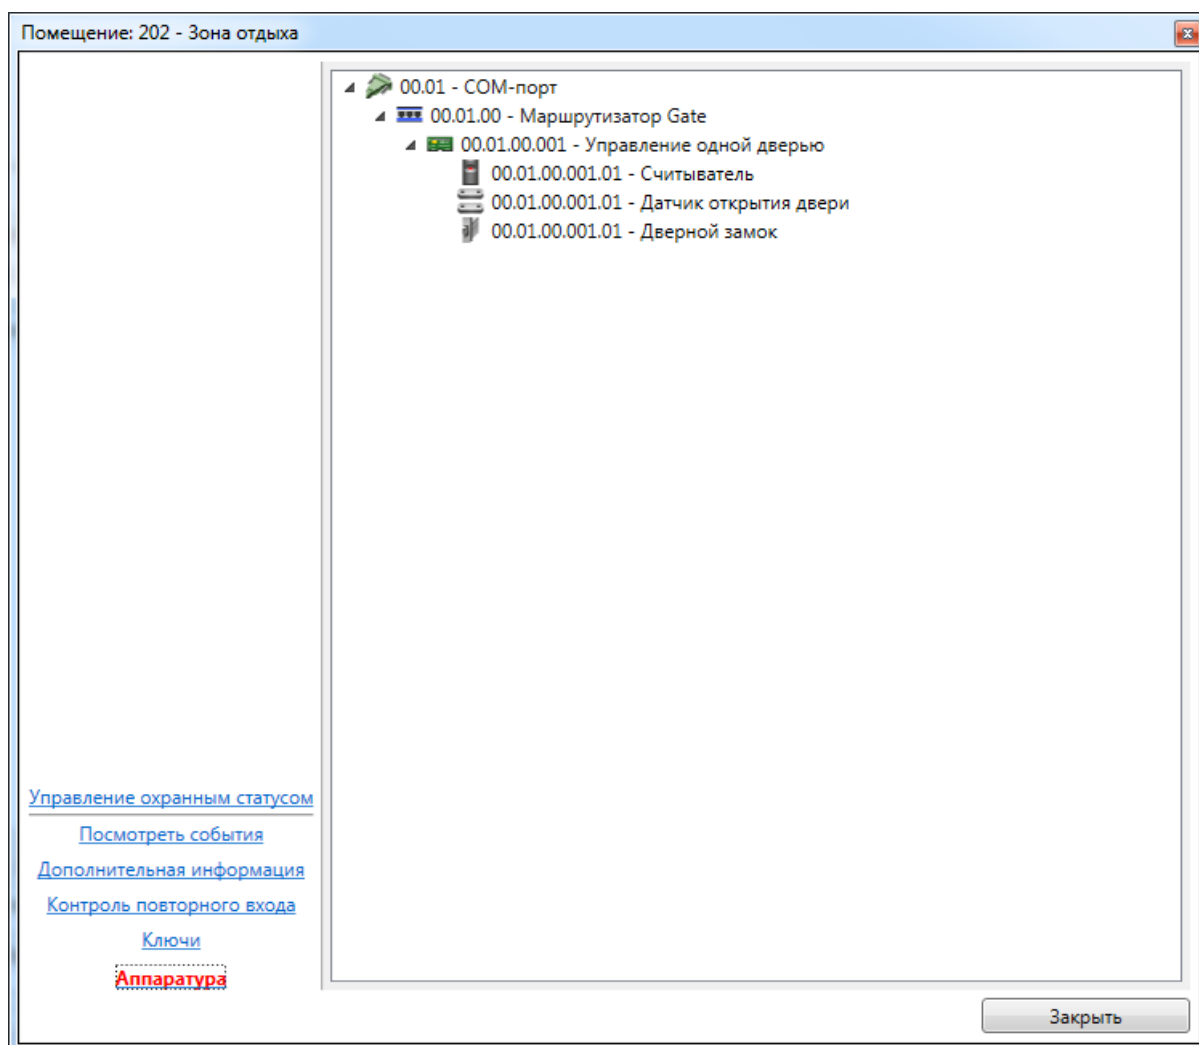 Помещение: 202 - Зона отдыха
00.01 - COM-порт
00.01.00 - Маршрутизатор Gate
00.01.00.001 - Управление одной дверью
00.01.00.001.01 - Считыватель
00.01.00.001.01 - Датчик открытия двери
00.01.00.001.01 - Дверной замок
Управление охранным статусом
Посмотреть события
Дополнительная информация
Контроль повторного входа
Ключи
Аппаратура
Закрыть